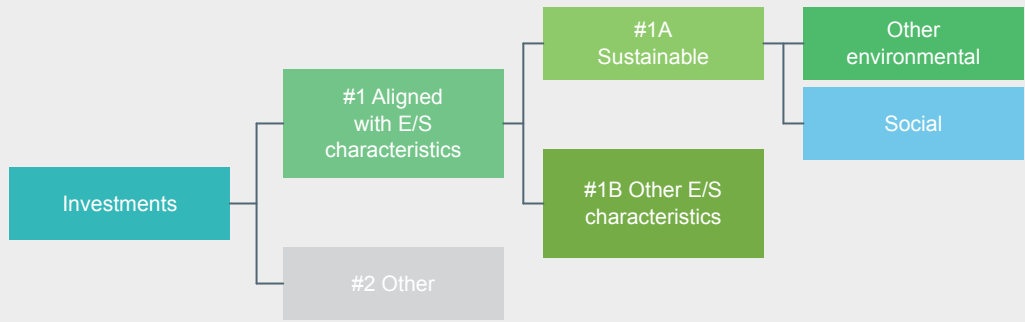 Investments
#1 Aligned
with E/S
characteristics
#2 Other
#1A
Sustainable
#1B Other E/S
characteristics
Other
environmental
Social